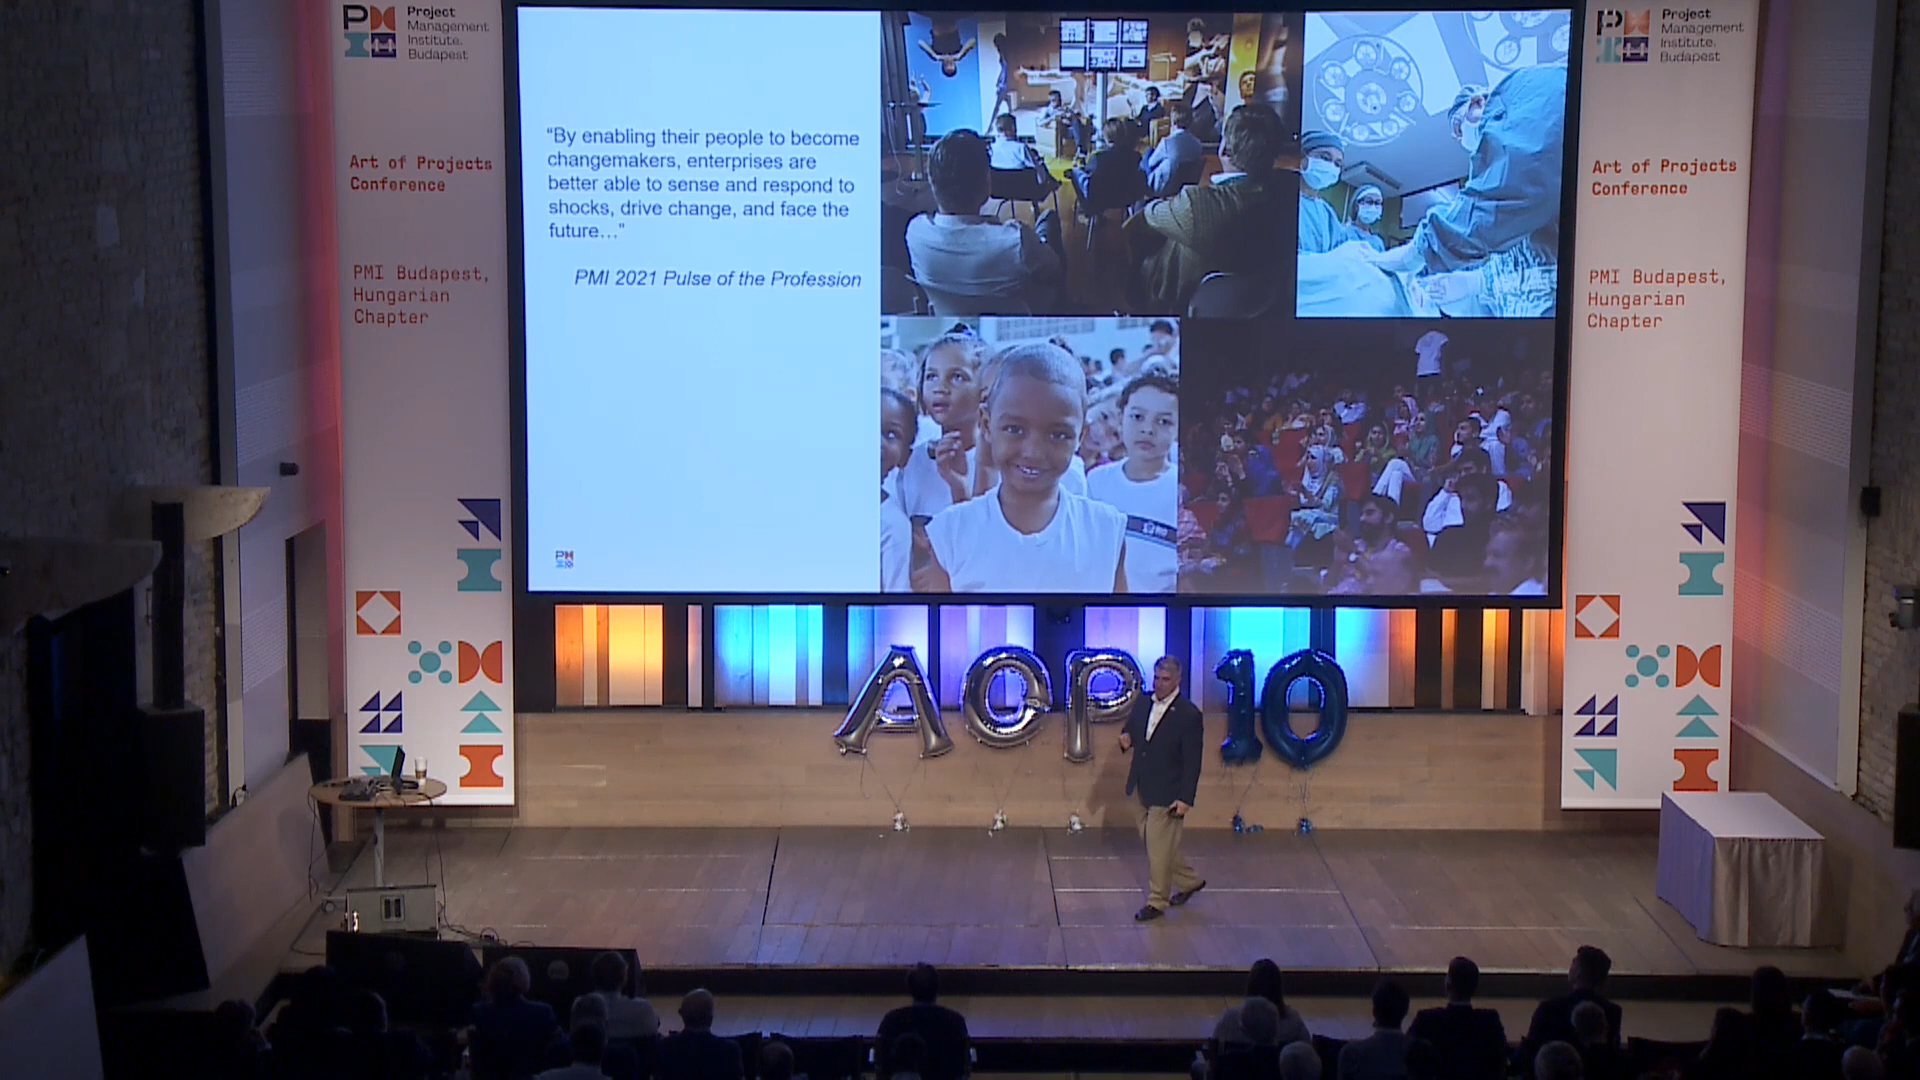 Project
Management
Institute.
Budapest
Art of Projects
Conference
PMI Budapest,
Hungarian
Chapter
“By enabling their people to become
changemakers, enterprises are
better able to sense and respond to
shocks, drive change, and face the
future…”
PMI 2021 Pulse of the Profession
Project
Management
Institute.
Budapest
Art of Projects
Conference
PMI Budapest,
Hungarian
Chapter
AOP 10